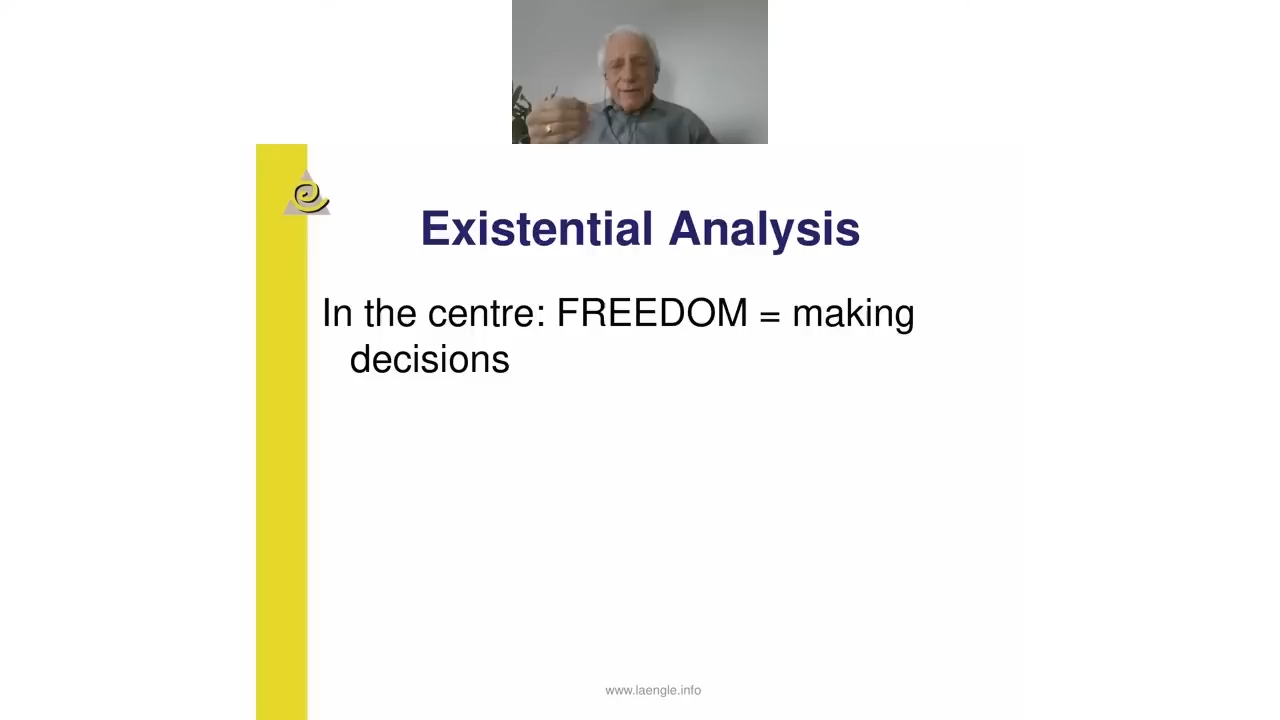 Existential Analysis
In the centre: FREEDOM = making
decisions
www.laengle.info